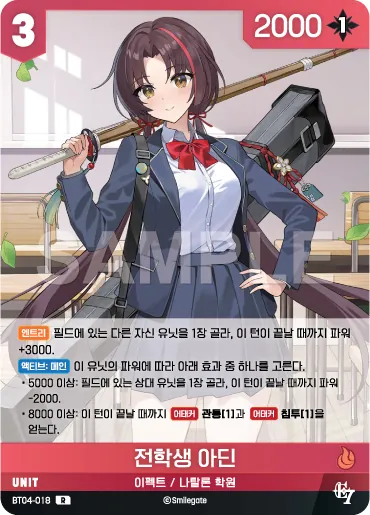 3
2000 1
SAMPLE
엔트리 필드에 있는 다른 자신 유닛을 1장 골라, 이 턴이 끝날 때까지 파워
+3000.
액티브: 메인 이 유닛의 파워에 따라 아래 효과 중 하나를 고른다.
• 5000 이상: 필드에 있는 상대 유닛을 1장 골라, 이 턴이 끝날 때까지 파워
-2000.
• 8000 이상: 이 턴이 끝날 때까지 어태커 관통[1]과 어태커 침투[1]을
얻는다.
전학생 아딘
UNIT 이펙트 / 나탈론 학원
BT04-018 R ©Smilegate
E7